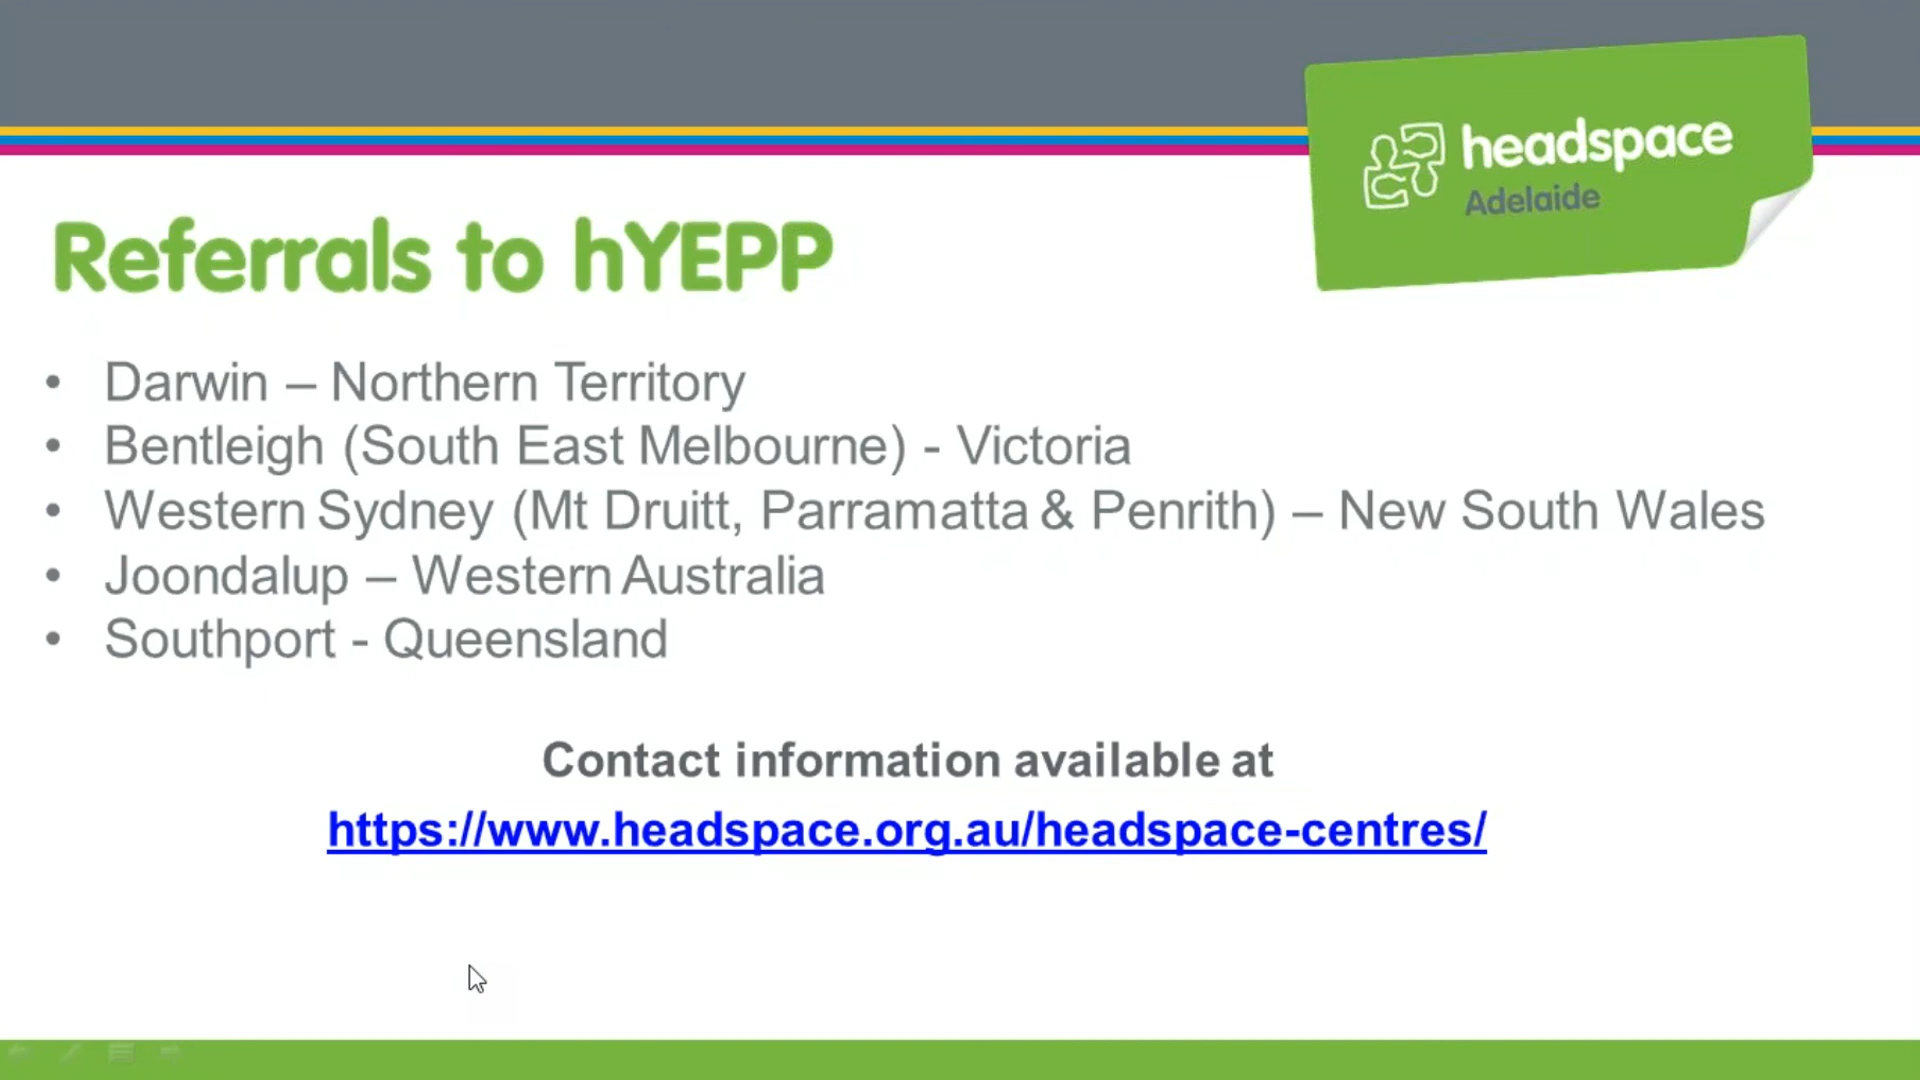 headspace
Adelaide
Referrals to hYEPP
• Darwin – Northern Territory
• Bentleigh (South East Melbourne) - Victoria
• Western Sydney (Mt Druitt, Parramatta & Penrith) – New South Wales
• Joondalup – Western Australia
• Southport - Queensland
Contact information available at
https://www.headspace.org.au/headspace-centres/